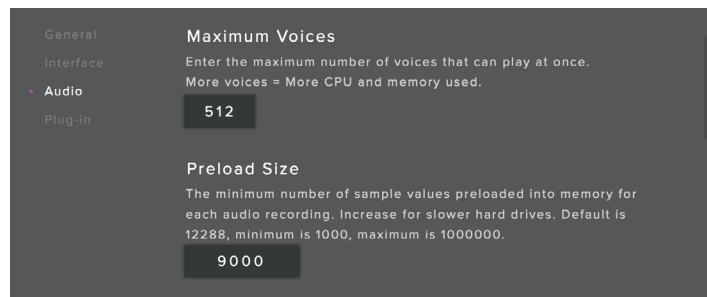 General
Interface
Audio
Plug-in
Maximum Voices
Enter the maximum number of voices that can play at once.
More voices = More CPU and memory used.
512
Preload Size
The minimum number of sample values preloaded into memory for
each audio recording. Increase for slower hard drives. Default is
12288, minimum is 1000, maximum is 1000000.
9000